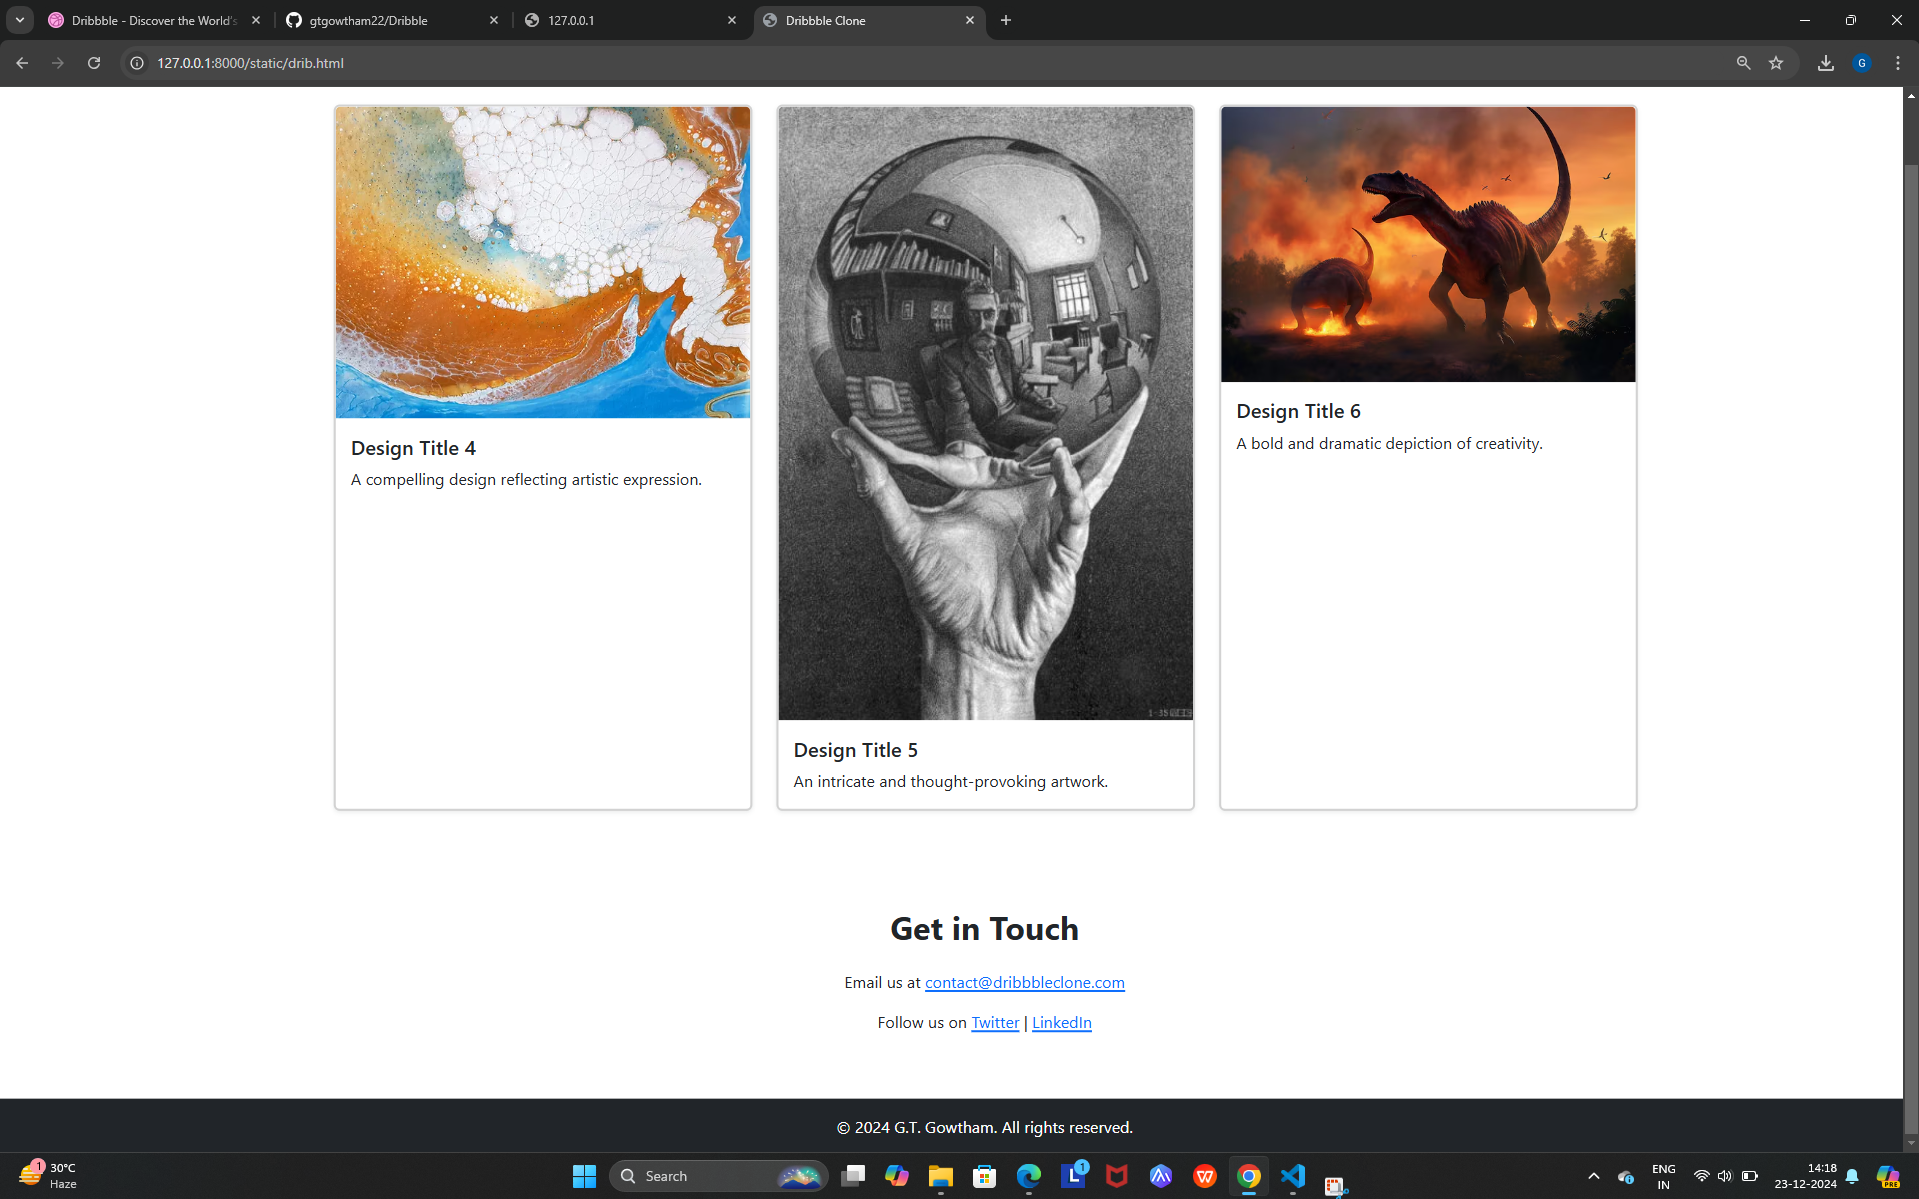 Dribbble - Discover the World's
gtgowtham22/Dribble
127.0.0.1
Dribbble Clone
127.0.0.1:8000/static/drib.html
G
Design Title 4
A compelling design reflecting artistic expression.
Design Title 5
An intricate and thought-provoking artwork.
Design Title 6
A bold and dramatic depiction of creativity.
Get in Touch
Email us at contact@dribbbleclone.com
Follow us on Twitter | LinkedIn
© 2024 G.T. Gowtham. All rights reserved.
1
30°C
Haze
Search
L
1
W
ENG
IN
14:18
23-12-2024
PRE